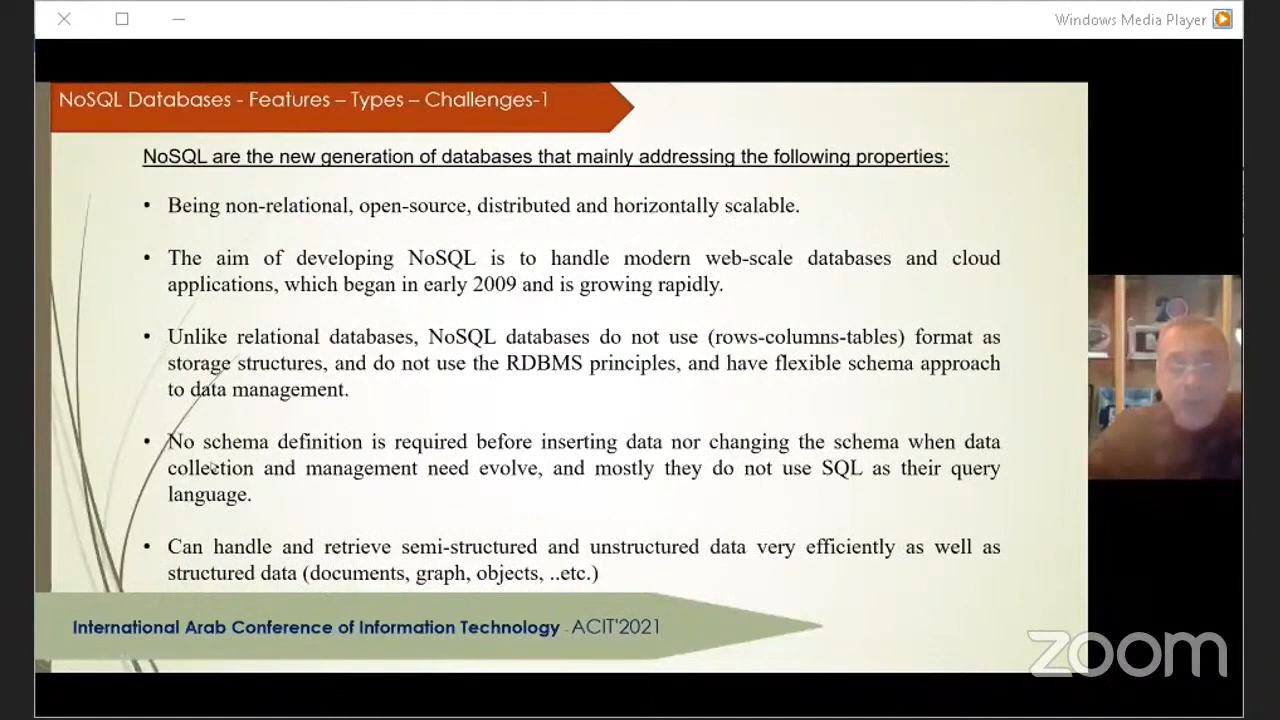 Windows Media Player
NoSQL Databases - Features – Types – Challenges-1
NoSQL are the new generation of databases that mainly addressing the following properties:
• Being non-relational, open-source, distributed and horizontally scalable.
• The aim of developing NoSQL is to handle modern web-scale databases and cloud
applications, which began in early 2009 and is growing rapidly.
• Unlike relational databases, NoSQL databases do not use (rows-columns-tables) format as
storage structures, and do not use the RDBMS principles, and have flexible schema approach
to data management.
• No schema definition is required before inserting data nor changing the schema when data
collection and management need evolve, and mostly they do not use SQL as their query
language.
• Can handle and retrieve semi-structured and unstructured data very efficiently as well as
structured data (documents, graph, objects, ..etc.)
International Arab Conference of Information Technology - ACIT'2021
zoom